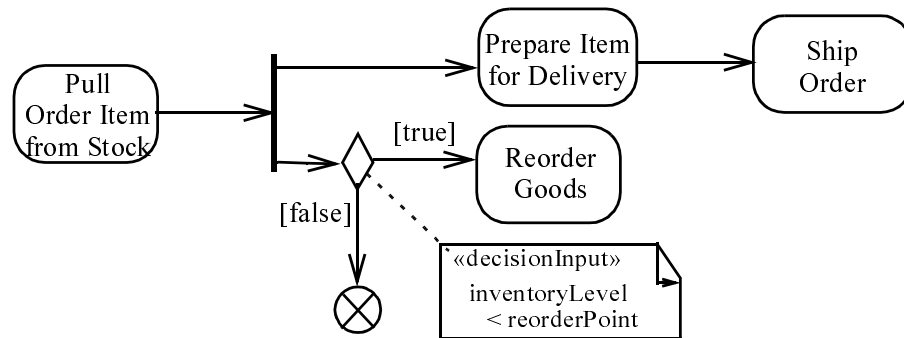 Pull
Order Item
from Stock
Prepare Item
for Delivery
Ship
Order
[true]
Reorder
Goods
[false]
«decisionInput»
inventoryLevel
< reorderPoint